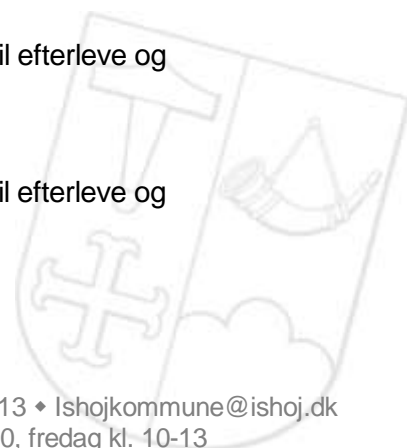 il efterleve og
il efterleve og
13 ◆ Ishojkommune@ishoj.dk
0, fredag kl. 10-13